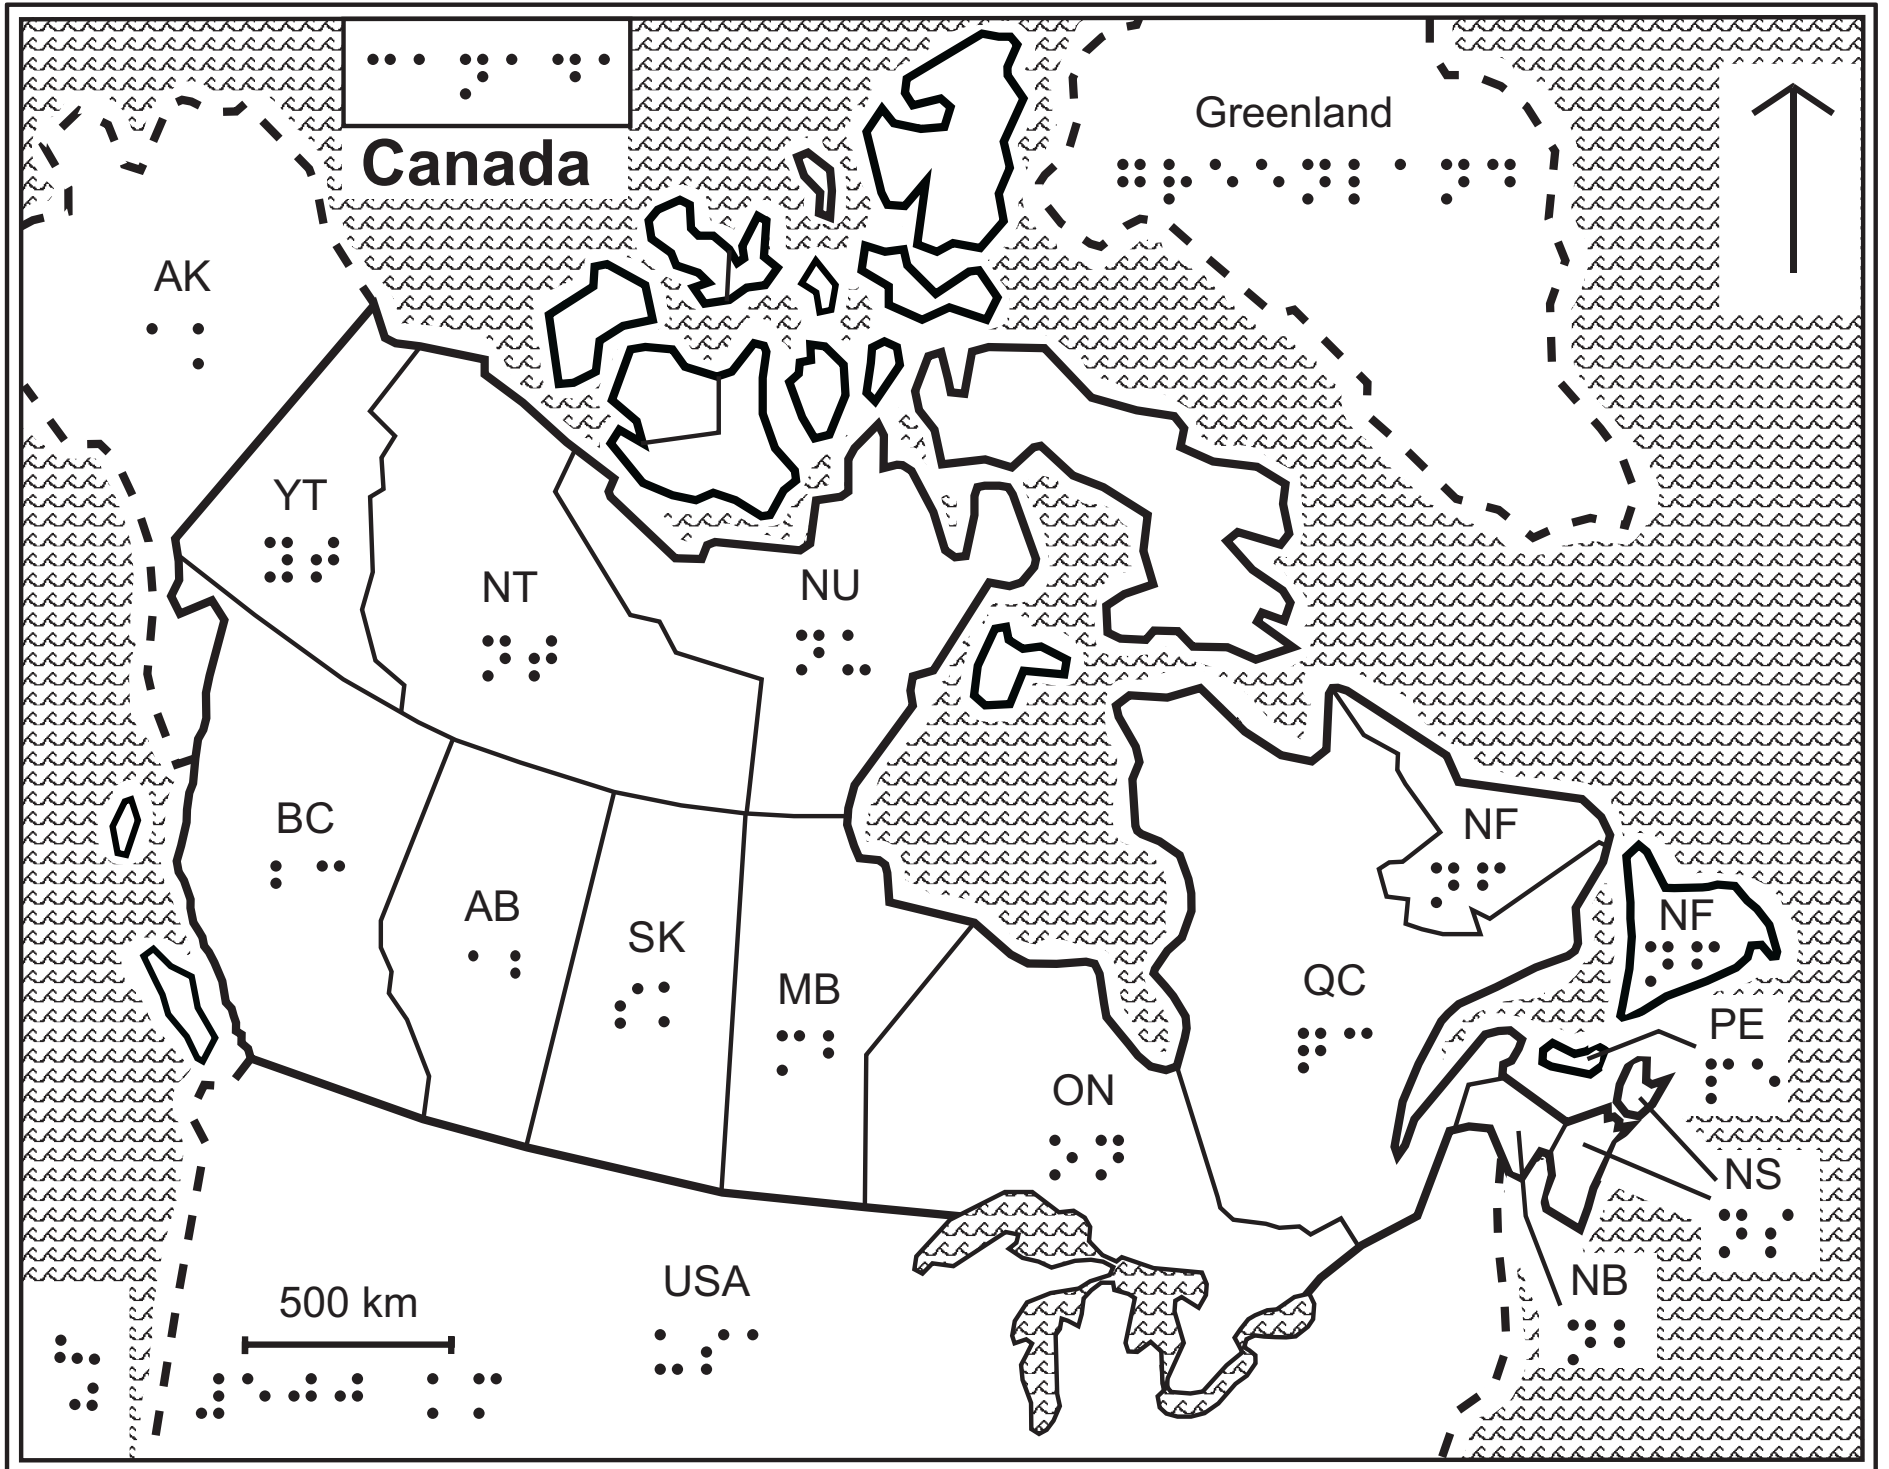 ⠉⠁⠝⠁⠙⠁
Canada
Greenland
⠛⠗⠑⠑⠝⠇⠁⠝⠙
AK
⠁⠅
YT
⠽⠞
NT
⠝⠞
NU
⠝⠥
BC
⠃⠉
AB
⠁⠃
SK
⠎⠅
MB
⠍⠃
ON
⠕⠝
QC
⠟⠉
NF
⠝⠋
NF
⠝⠋
PE
⠏⠑
NS
⠝⠎
NB
⠝⠃
USA
⠥⠎⠁
500 km
⠼⠑⠚⠚ ⠅⠍